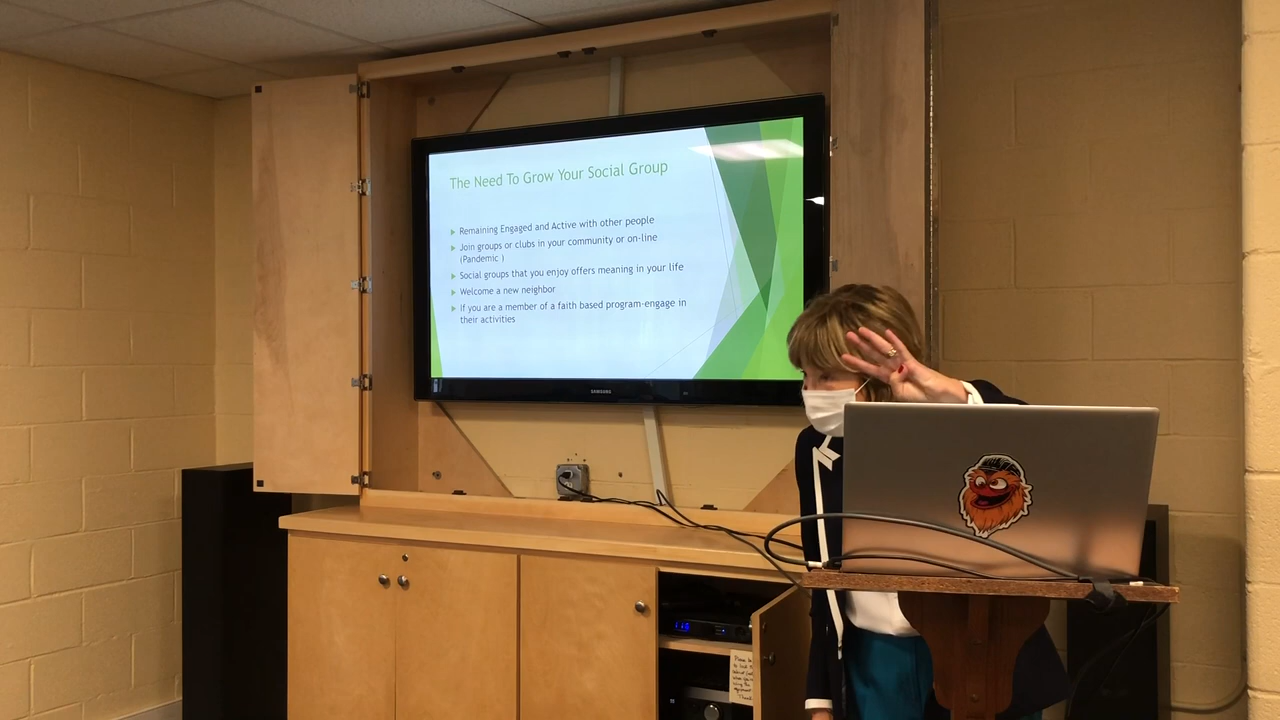 The Need To Grow Your Social Group
Remaining Engaged and Active with other people
Join groups or clubs in your community or on-line
(Pandemic )
Social groups that you enjoy offers meaning in your life
Welcome a new neighbor
If you are a member of a faith based program-engage in
their activities
SAMSUNG
Please